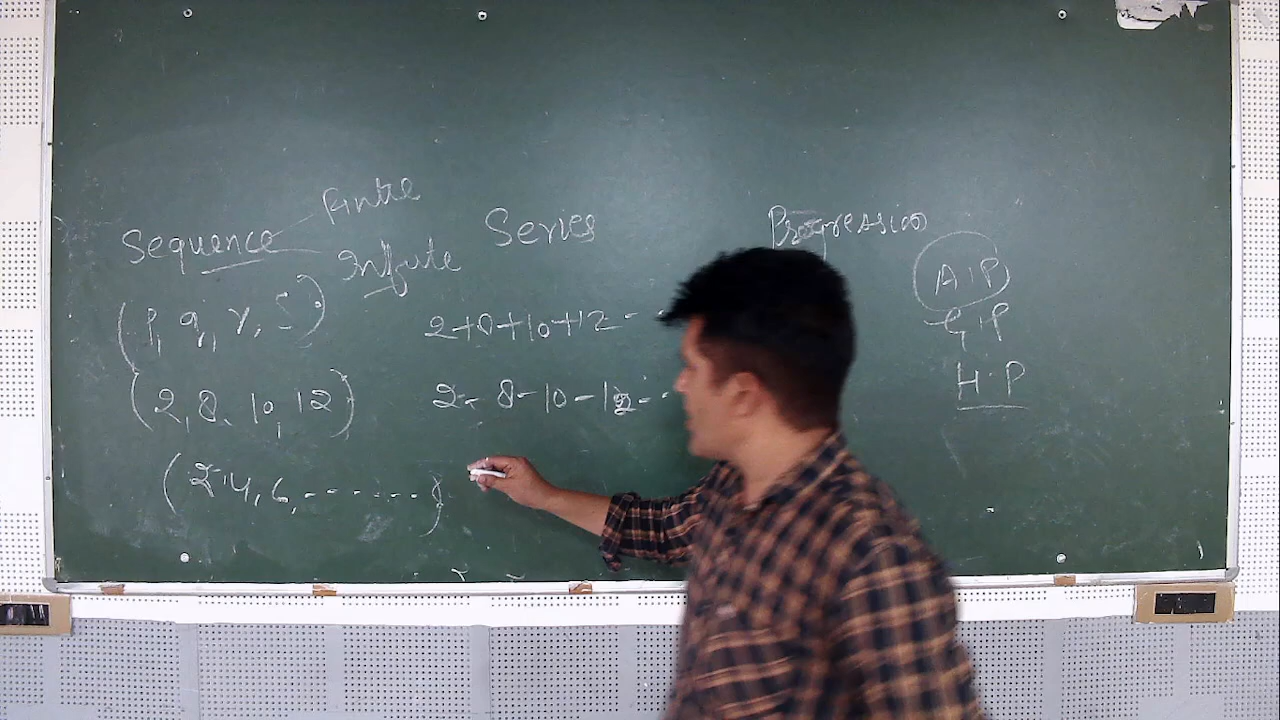 Sequence
Finite
Infinite
(p, q, r, s)
(2, 8, 10, 12)
(2, 4, 6, ------)
Series
2+8+10+12 - -
2 - 8 - 10 - 12 - -
Progression
A.P
G.P
H.P